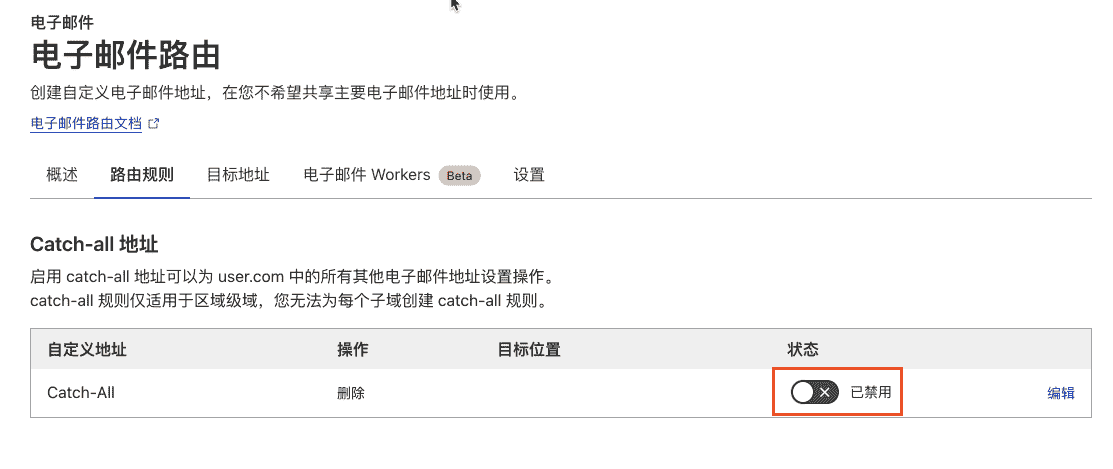 电子邮件
电子邮件路由
创建自定义电子邮件地址，在您不希望共享主要电子邮件地址时使用。
电子邮件路由文档
概述 路由规则 目标地址 电子邮件 Workers Beta 设置
Catch-all 地址
启用 catch-all 地址可以为 user.com 中的所有其他电子邮件地址设置操作。
catch-all 规则仅适用于区域级域，您无法为每个子域创建 catch-all 规则。
自定义地址 操作 目标位置 状态
Catch-All 删除 已禁用 编辑